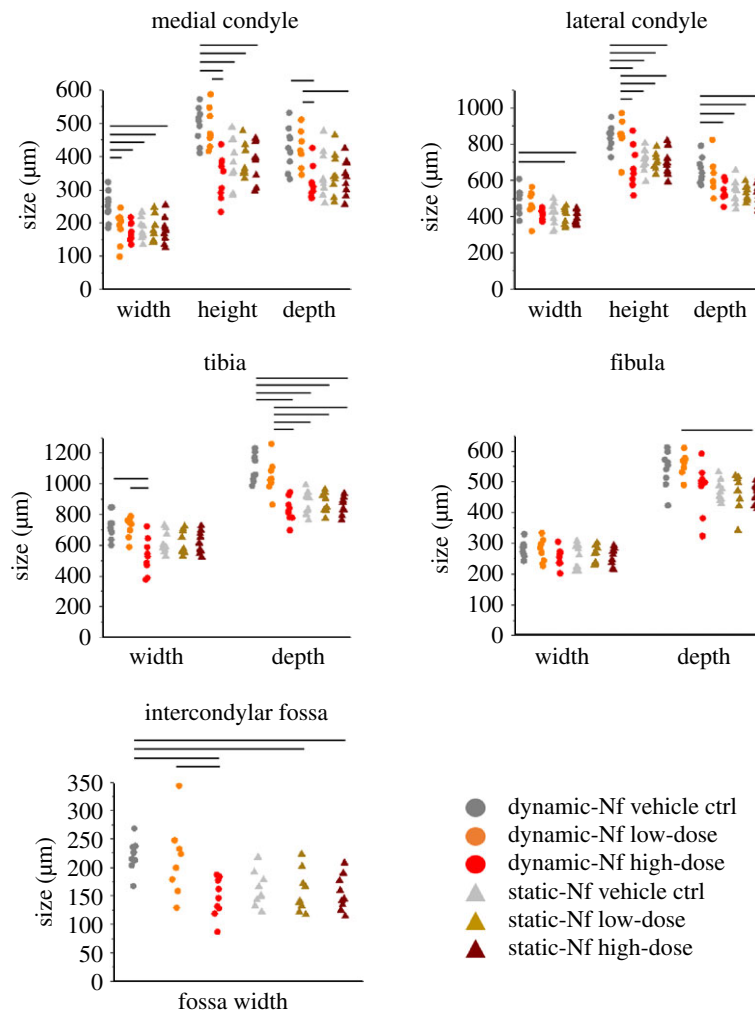 medial condyle
600
500
400
300
200
100
0
size (µm)
width height depth
lateral condyle
1000
800
600
400
200
0
size (µm)
width height depth
tibia
1200
1000
800
600
400
200
0
size (µm)
width depth
fibula
600
500
400
300
200
100
0
size (µm)
width depth
intercondylar fossa
350
300
250
200
150
100
50
0
size (µm)
fossa width
dynamic-Nf vehicle ctrl
dynamic-Nf low-dose
dynamic-Nf high-dose
static-Nf vehicle ctrl
static-Nf low-dose
static-Nf high-dose